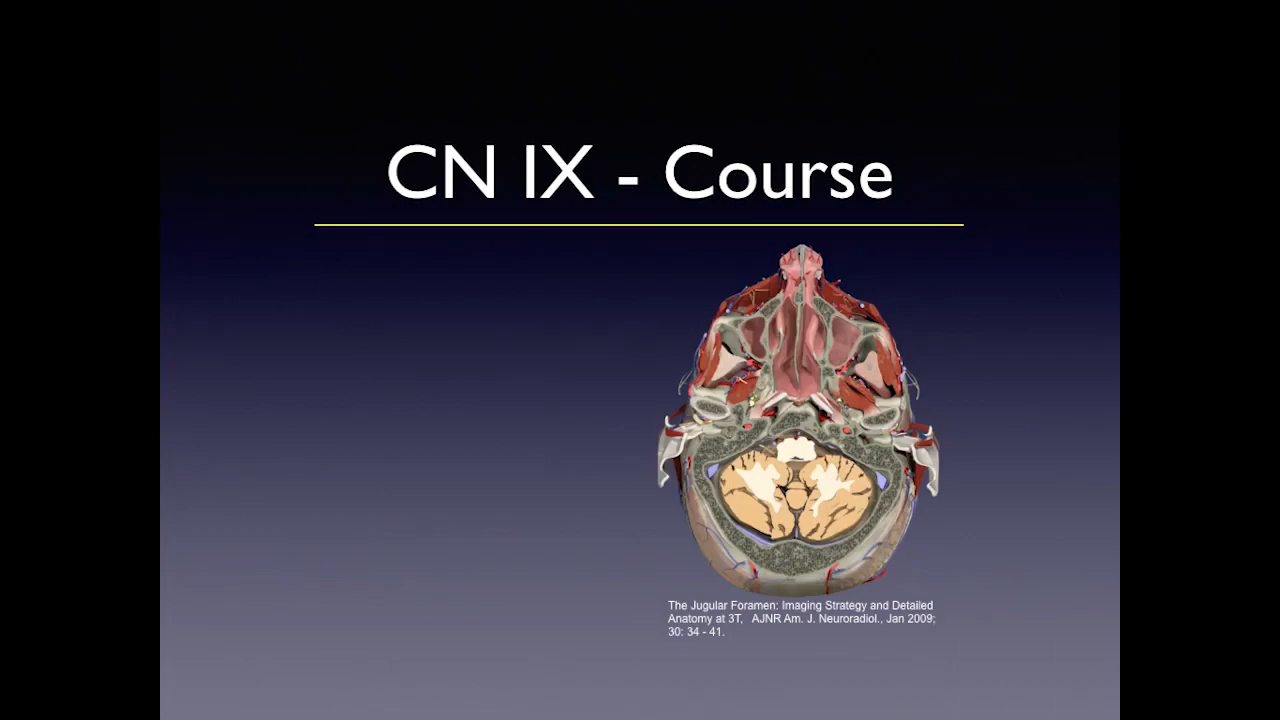 CN IX - Course
The Jugular Foramen: Imaging Strategy and Detailed
Anatomy at 3T, AJNR Am. J. Neuroradiol., Jan 2009;
30: 34 - 41.